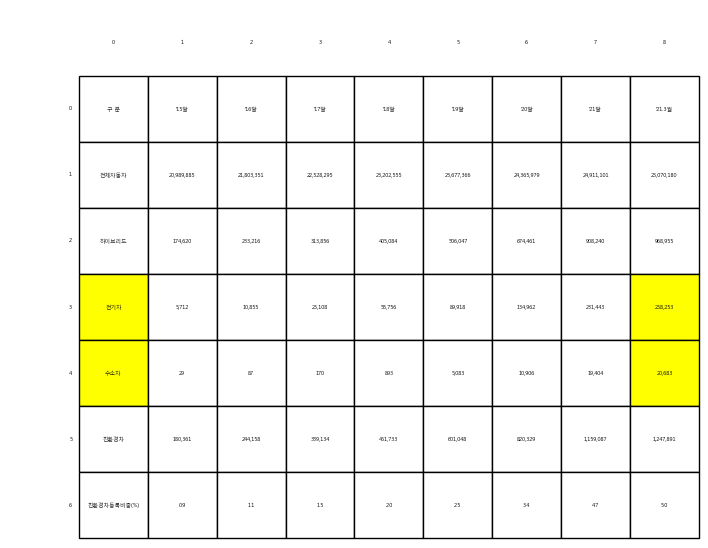 0 1 2 3 4 5 6 7 8
0 구 분 '15말 '16말 '17말 '18말 '19말 '20말 '21말 '21.3월
1 전체자동차 20,989,885 21,803,351 22,528,295 23,202,555 23,677,366 24,365,979 24,911,101 25,070,180
2 하이브리드 174,620 233,216 313,856 405,084 506,047 674,461 908,240 968,955
3 전기차 5,712 10,855 25,108 55,756 89,918 134,962 231,443 258,253
4 수소차 29 87 170 893 5,083 10,906 19,404 20,683
5 친환경차 180,361 244,158 339,134 461,733 601,048 820,329 1,159,087 1,247,891
6 친환경차등록비중(%) 0.9 1.1 1.5 2.0 2.5 3.4 4.7 5.0